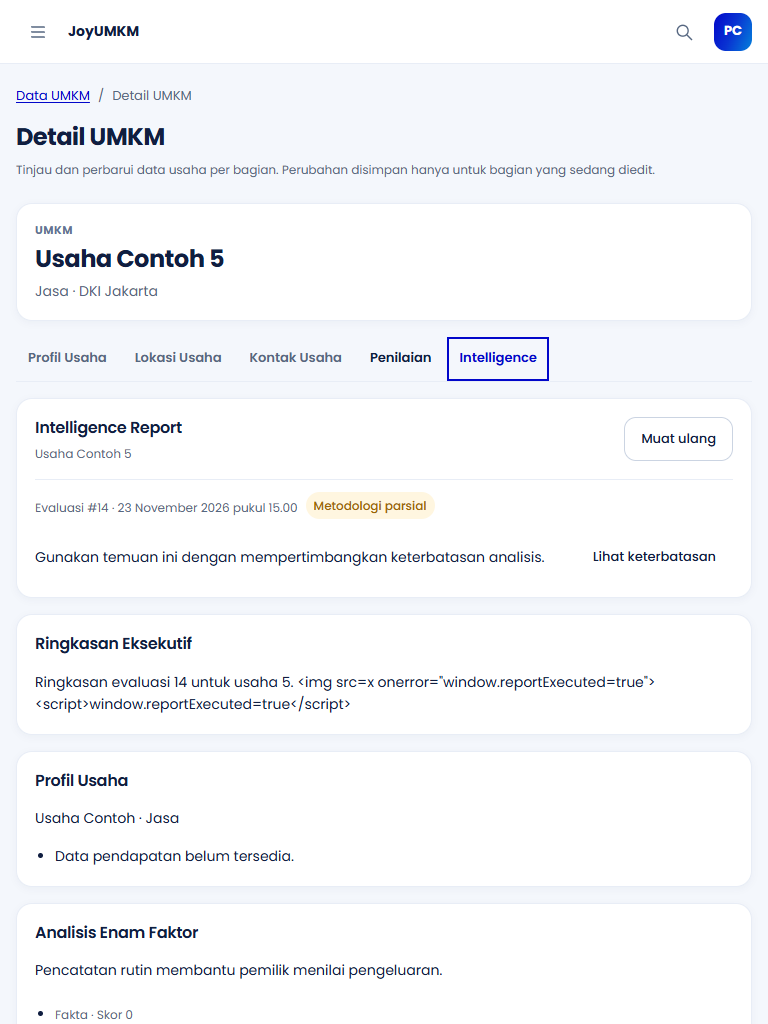 JoyUMKM
PC
Data UMKM / Detail UMKM
Detail UMKM
Tinjau dan perbarui data usaha per bagian. Perubahan disimpan hanya untuk bagian yang sedang diedit.
UMKM
Usaha Contoh 5
Jasa · DKI Jakarta
Profil Usaha Lokasi Usaha Kontak Usaha Penilaian Intelligence
Intelligence Report
Muat ulang
Usaha Contoh 5
Evaluasi #14 · 23 November 2026 pukul 15.00 Metodologi parsial
Gunakan temuan ini dengan mempertimbangkan keterbatasan analisis. Lihat keterbatasan
Ringkasan Eksekutif
Ringkasan evaluasi 14 untuk usaha 5. <img src=x onerror="window.reportExecuted=true">
<script>window.reportExecuted=true</script>
Profil Usaha
Usaha Contoh · Jasa
• Data pendapatan belum tersedia.
Analisis Enam Faktor
Pencatatan rutin membantu pemilik menilai pengeluaran.
• Fakta · Skor 0